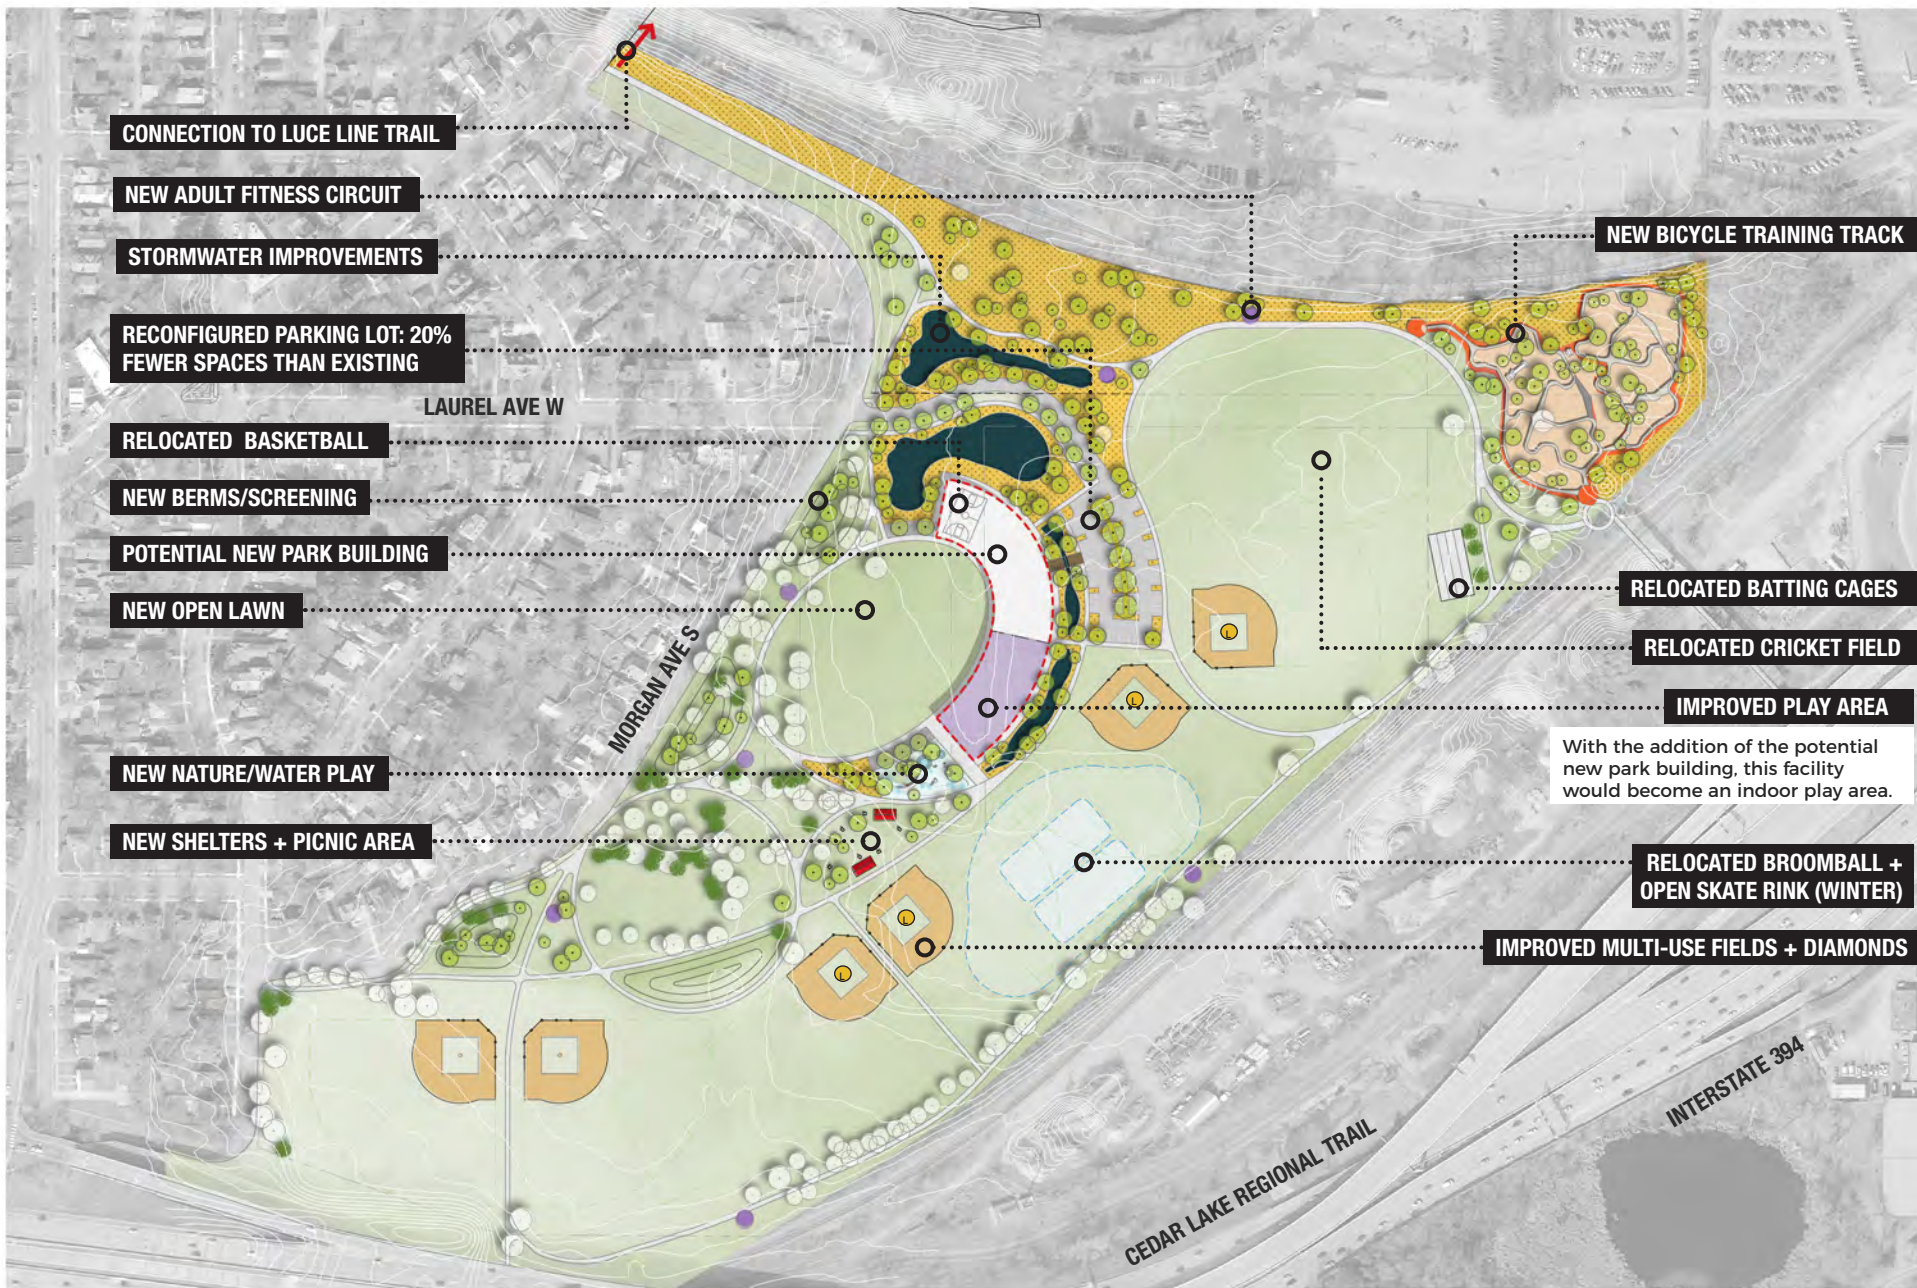 CONNECTION TO LUCE LINE TRAIL
NEW ADULT FITNESS CIRCUIT
STORMWATER IMPROVEMENTS
RECONFIGURED PARKING LOT: 20%
FEWER SPACES THAN EXISTING
LAUREL AVE W
RELOCATED BASKETBALL
NEW BERMS/SCREENING
POTENTIAL NEW PARK BUILDING
NEW OPEN LAWN
MORGAN AVE S
NEW NATURE/WATER PLAY
NEW SHELTERS + PICNIC AREA
NEW BICYCLE TRAINING TRACK
RELOCATED BATTING CAGES
RELOCATED CRICKET FIELD
IMPROVED PLAY AREA
With the addition of the potential
new park building, this facility
would become an indoor play area.
RELOCATED BROOMBALL +
OPEN SKATE RINK (WINTER)
IMPROVED MULTI-USE FIELDS + DIAMONDS
L
L
L
L
INTERSTATE 394
CEDAR LAKE REGIONAL TRAIL